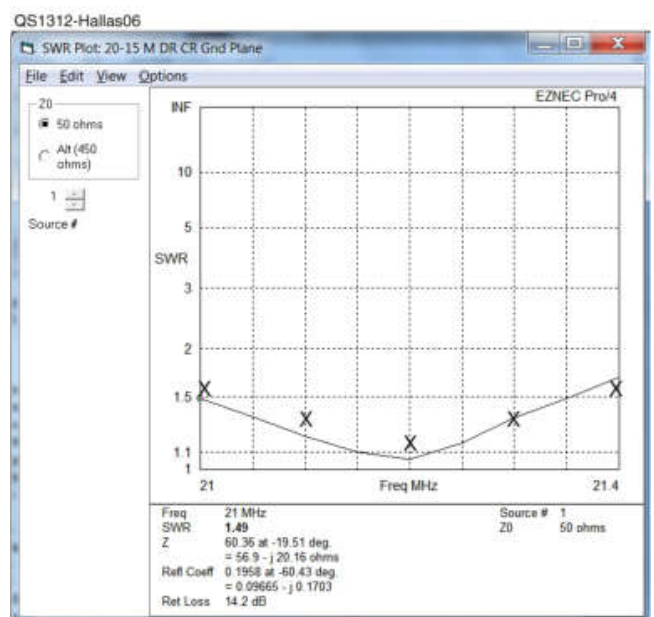 QS1312-Hallas06
SWR Plot: 20-15 M DR CR Gnd Plane
File Edit View Options
EZNEC Pro/4
Z0
50 ohms
Alt (450
ohms)
1
Source #
INF
10
5
SWR
3
2
1.5
1.1
1
21 Freq MHz 21.4
X X X X X
Freq 21 MHz Source # 1
SWR 1.49 Z0 50 ohms
Z 60.36 at -19.51 deg.
= 56.9 - j 20.16 ohms
Refl Coeff 0.1958 at -60.43 deg.
= 0.09665 - j 0.1703
Ret Loss 14.2 dB